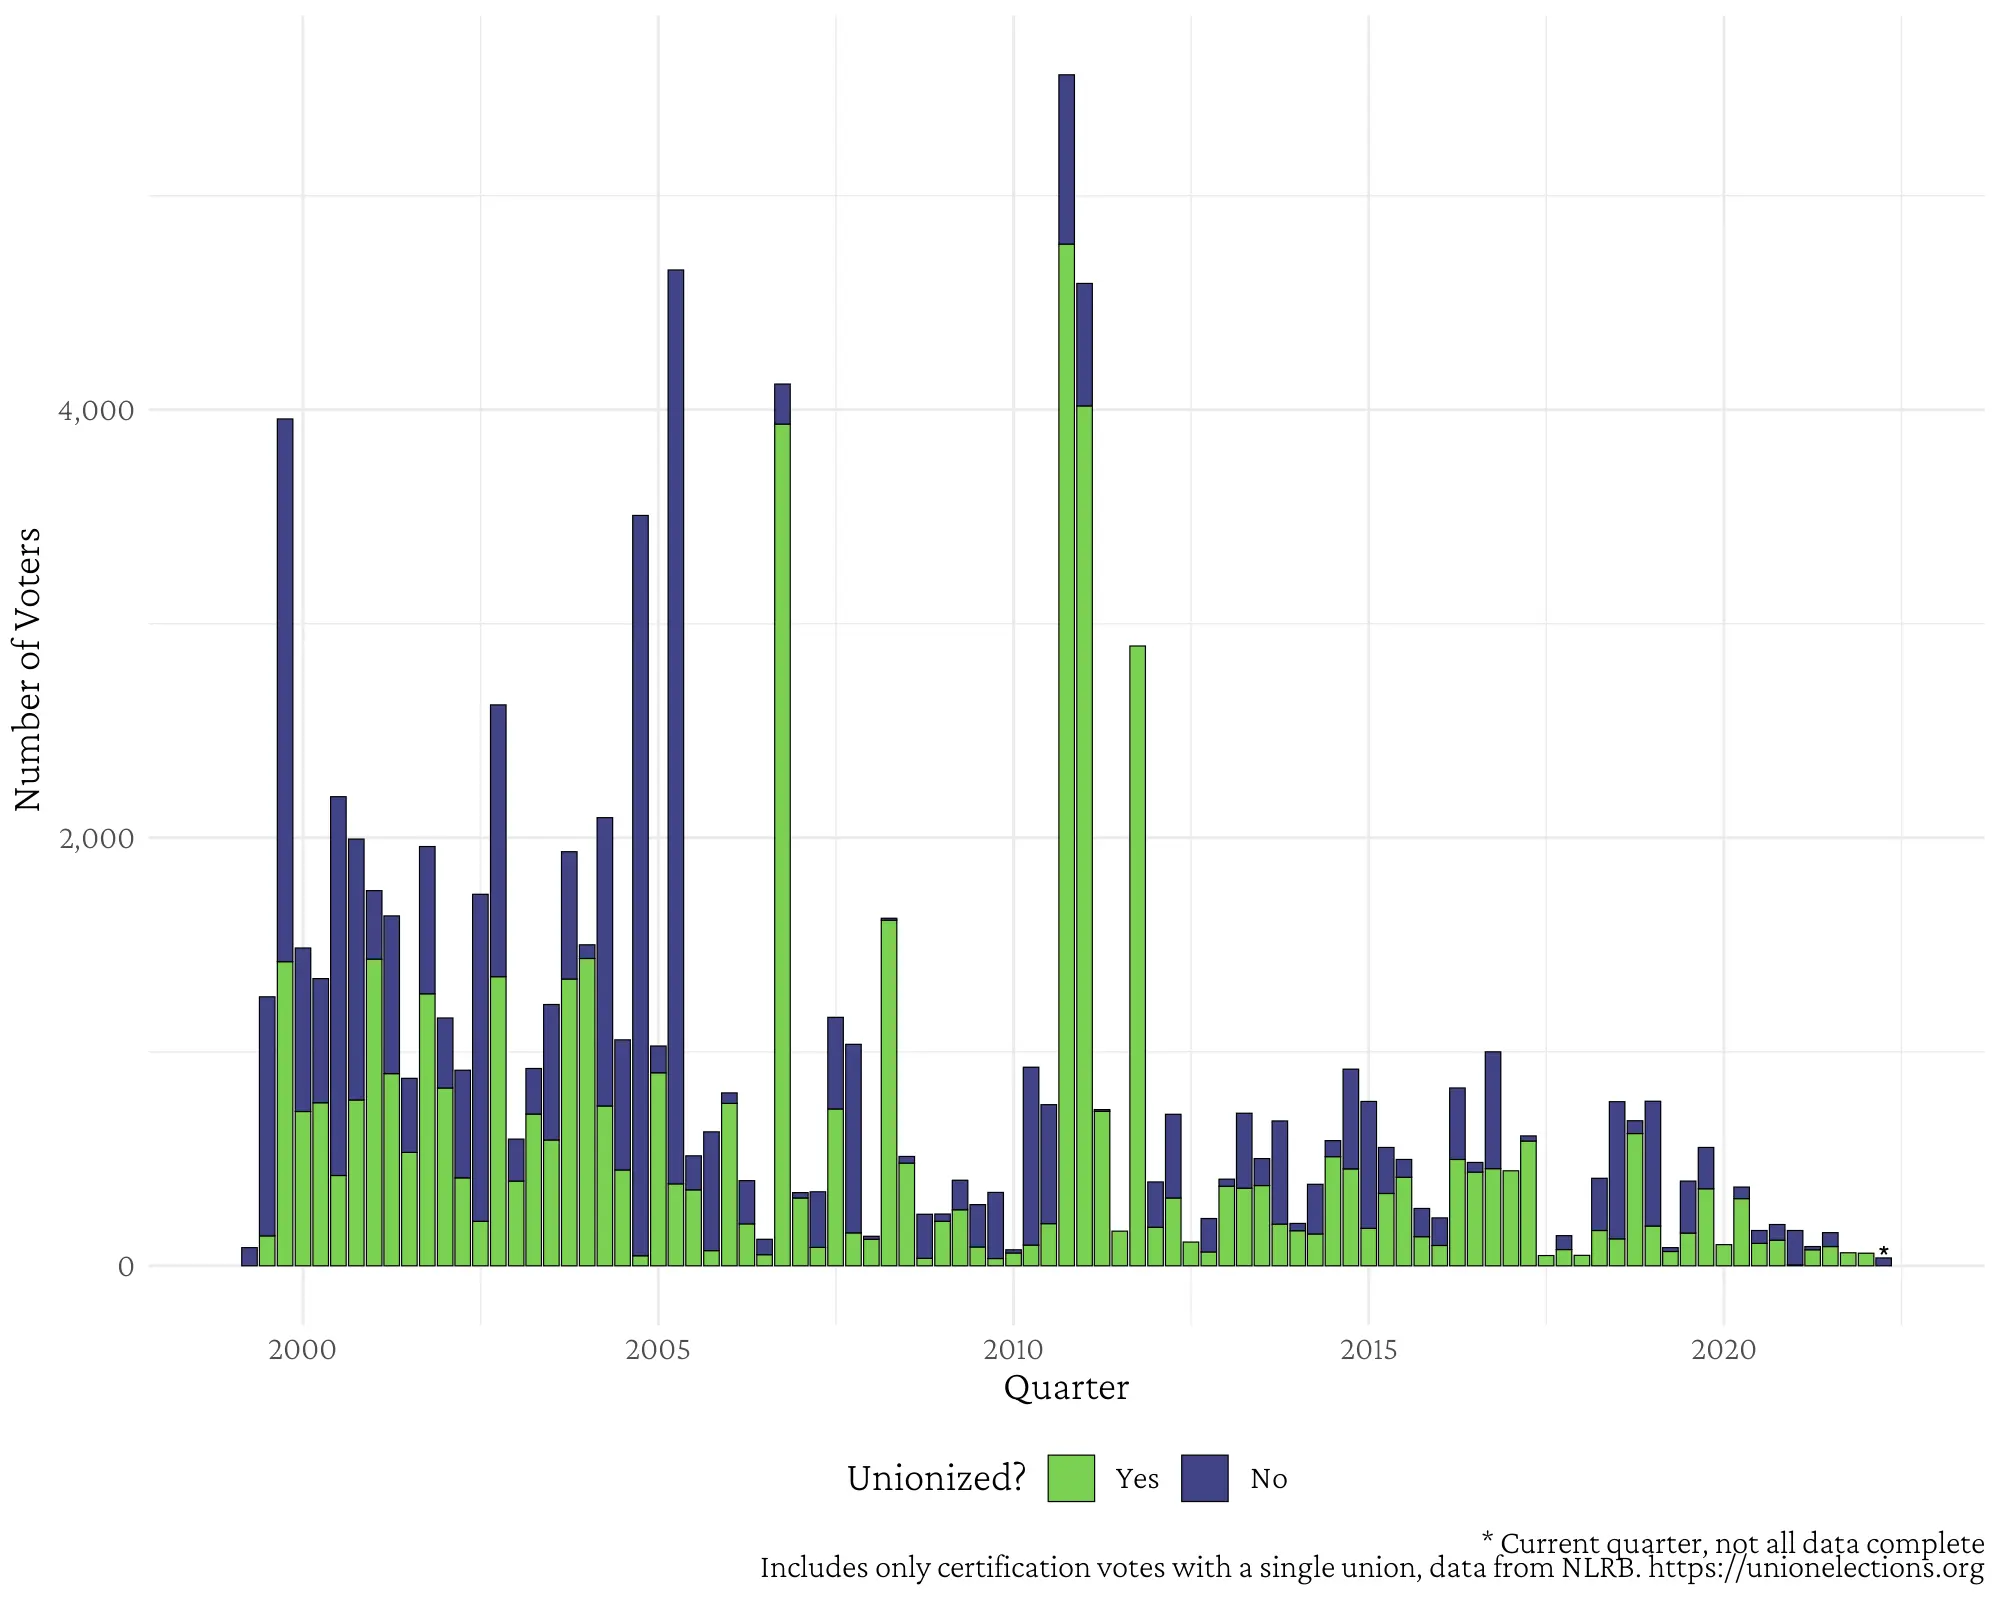 Number of Voters
4,000
2,000
0
*
2000 2005 2010 2015 2020
Quarter
Unionized? Yes No
* Current quarter, not all data complete
Includes only certification votes with a single union, data from NLRB. https://unionelections.org